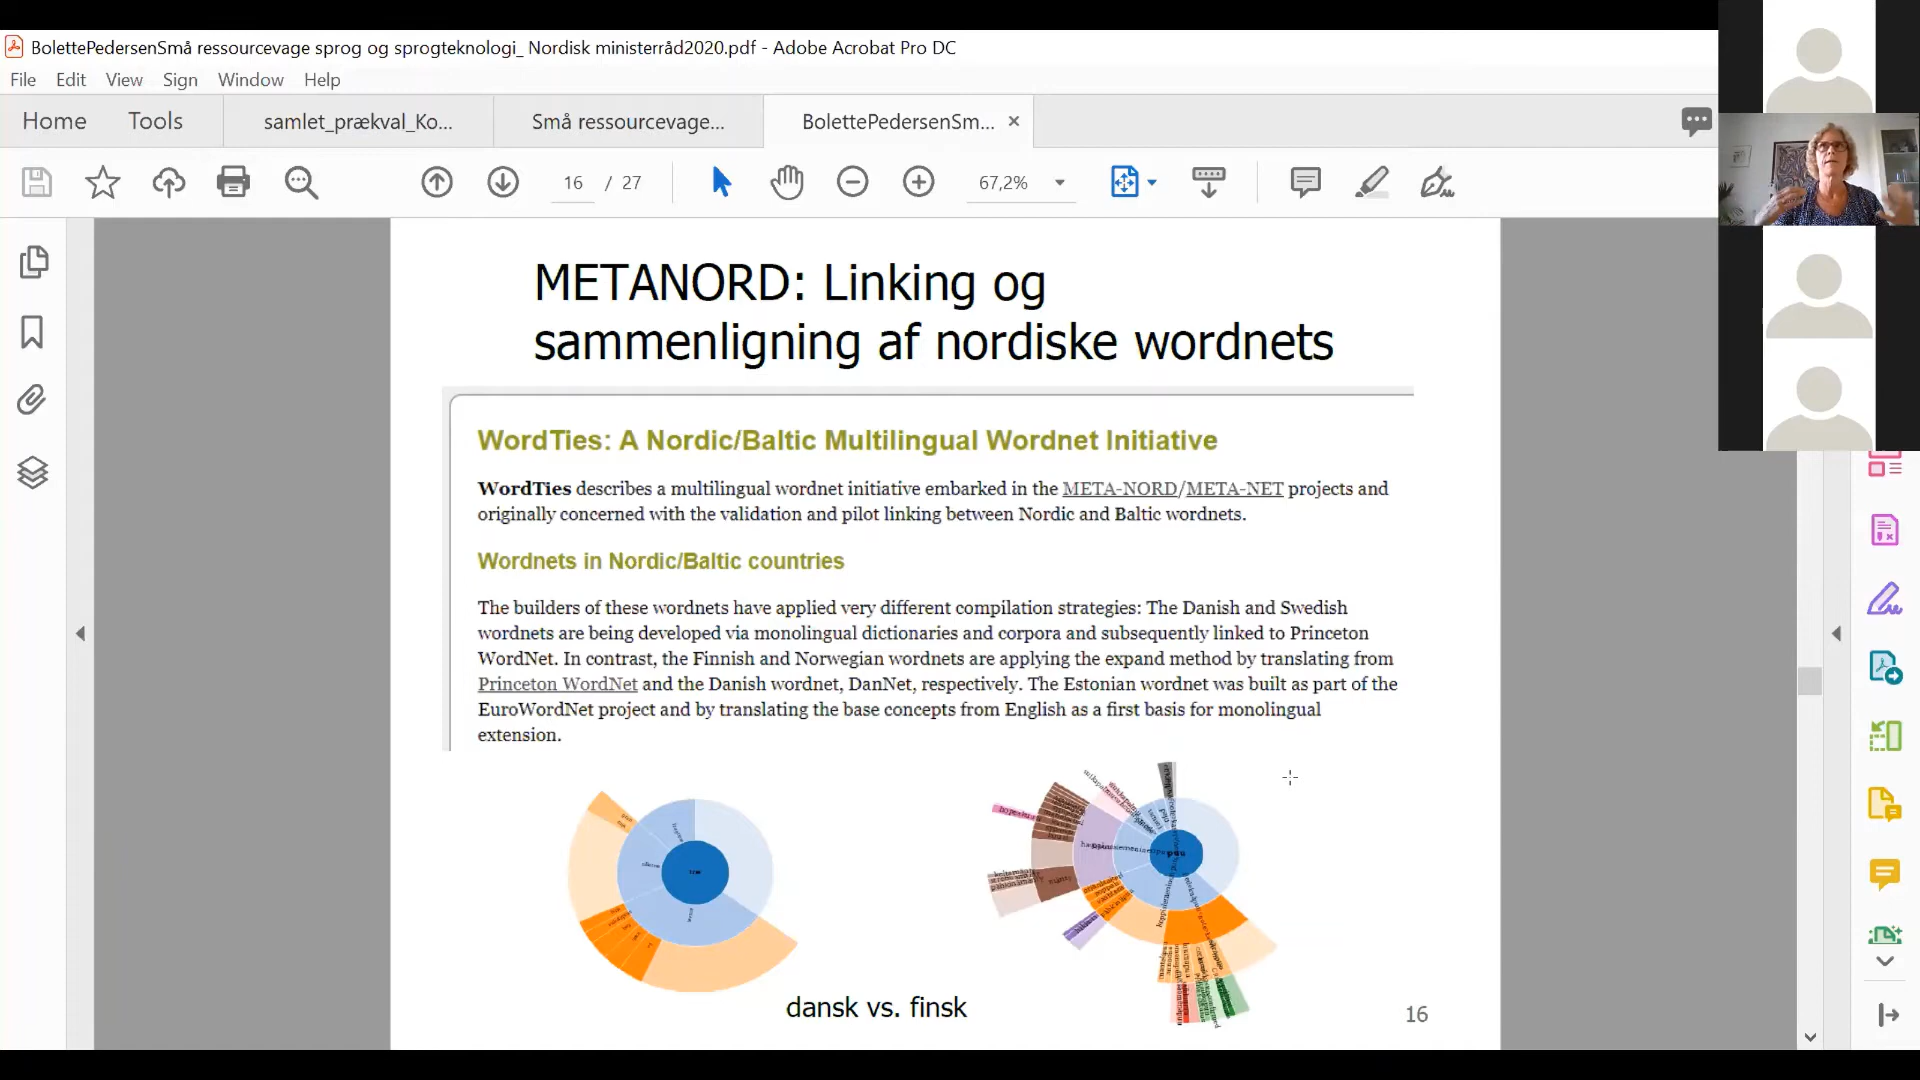 BolettePedersenSmå ressourcevage sprog og sprogteknologi_ Nordisk ministerråd2020.pdf - Adobe Acrobat Pro DC
File Edit View Sign Window Help
Home Tools samlet_prækval_Ko... Små ressourcevage... BolettePedersenSm... ×
16 / 27 67,2%
METANORD: Linking og
sammenligning af nordiske wordnets
WordTies: A Nordic/Baltic Multilingual Wordnet Initiative
WordTies describes a multilingual wordnet initiative embarked in the META-NORD/META-NET projects and
originally concerned with the validation and pilot linking between Nordic and Baltic wordnets.
Wordnets in Nordic/Baltic countries
The builders of these wordnets have applied very different compilation strategies: The Danish and Swedish
wordnets are being developed via monolingual dictionaries and corpora and subsequently linked to Princeton
WordNet. In contrast, the Finnish and Norwegian wordnets are applying the expand method by translating from
Princeton WordNet and the Danish wordnet, DanNet, respectively. The Estonian wordnet was built as part of the
EuroWordNet project and by translating the base concepts from English as a first basis for monolingual
extension.
puu
dansk vs. finsk
16